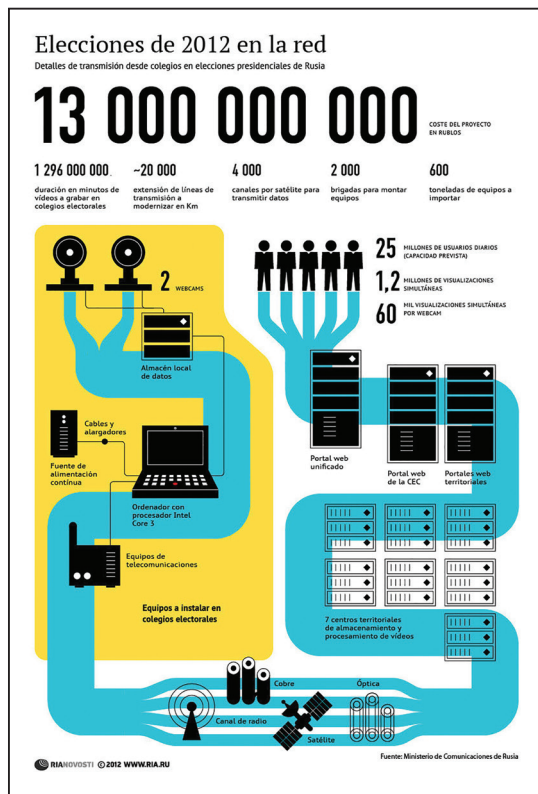 Elecciones de 2012 en la red
Detalles de transmisión desde colegios en elecciones presidenciales de Rusia
13 000 000 000
COSTE DEL PROYECTO
EN RUBLOS
1 296 000 000.
duración en minutos de
vídeos a grabar en
colegios electorales
~20 000
extensión de líneas de
transmisión a
modernizar en Km
4 000
canales por satélite para
transmitir datos
2 000
brigadas para montar
equipos
600
toneladas de equipos a
importar
2 WEBCAMS
25 MILLONES DE USUARIOS DIARIOS
(CAPACIDAD PREVISTA)
1,2 MILLONES DE VISUALIZACIONES
SIMULTÁNEAS
60 MIL VISUALIZACIONES SIMULTÁNEAS
POR WEBCAM
Almacén local
de datos
Cables y
alargadores
Fuente de
alimentación
contínua
Ordenador con
procesador Intel
Core 3
Equipos de
telecomunicaciones
Equipos a instalar en
colegios electorales
Portal web
unificado
Portal web
de la CEC
Portales web
territoriales
7 centros territoriales
de almacenamiento y
procesamiento de vídeos
Cobre
Óptica
Canal de radio
Satélite
Fuente: Ministerio de Comunicaciones de Rusia
RIANOVOSTI © 2012 WWW.RIA.RU